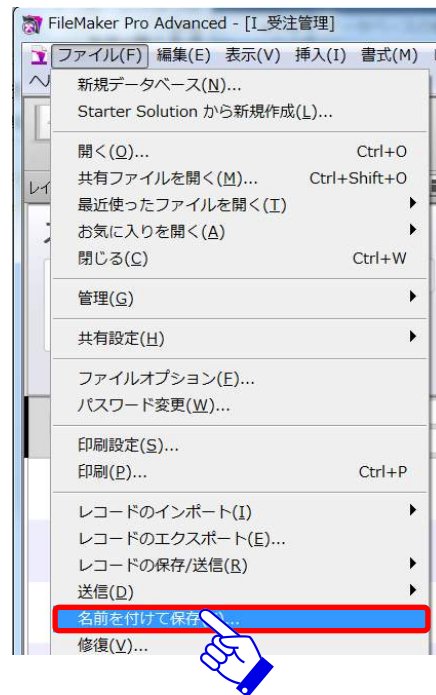 FileMaker Pro Advanced - [I_受注管理]
ファイル(F) 編集(E) 表示(V) 挿入(I) 書式(M)
ヘ
新規データベース(N)...
Starter Solution から新規作成(L)...
開く(O)... Ctrl+O
共有ファイルを開く(M)... Ctrl+Shift+O
レイ
最近使ったファイルを開く(T)
お気に入りを開く(A)
閉じる(C) Ctrl+W
管理(G)
共有設定(H)
ファイルオプション(F)...
パスワード変更(W)...
印刷設定(S)...
印刷(P)... Ctrl+P
レコードのインポート(I)
レコードのエクスポート(E)...
レコードの保存/送信(R)
送信(D)
名前を付けて保存
修復(V)...